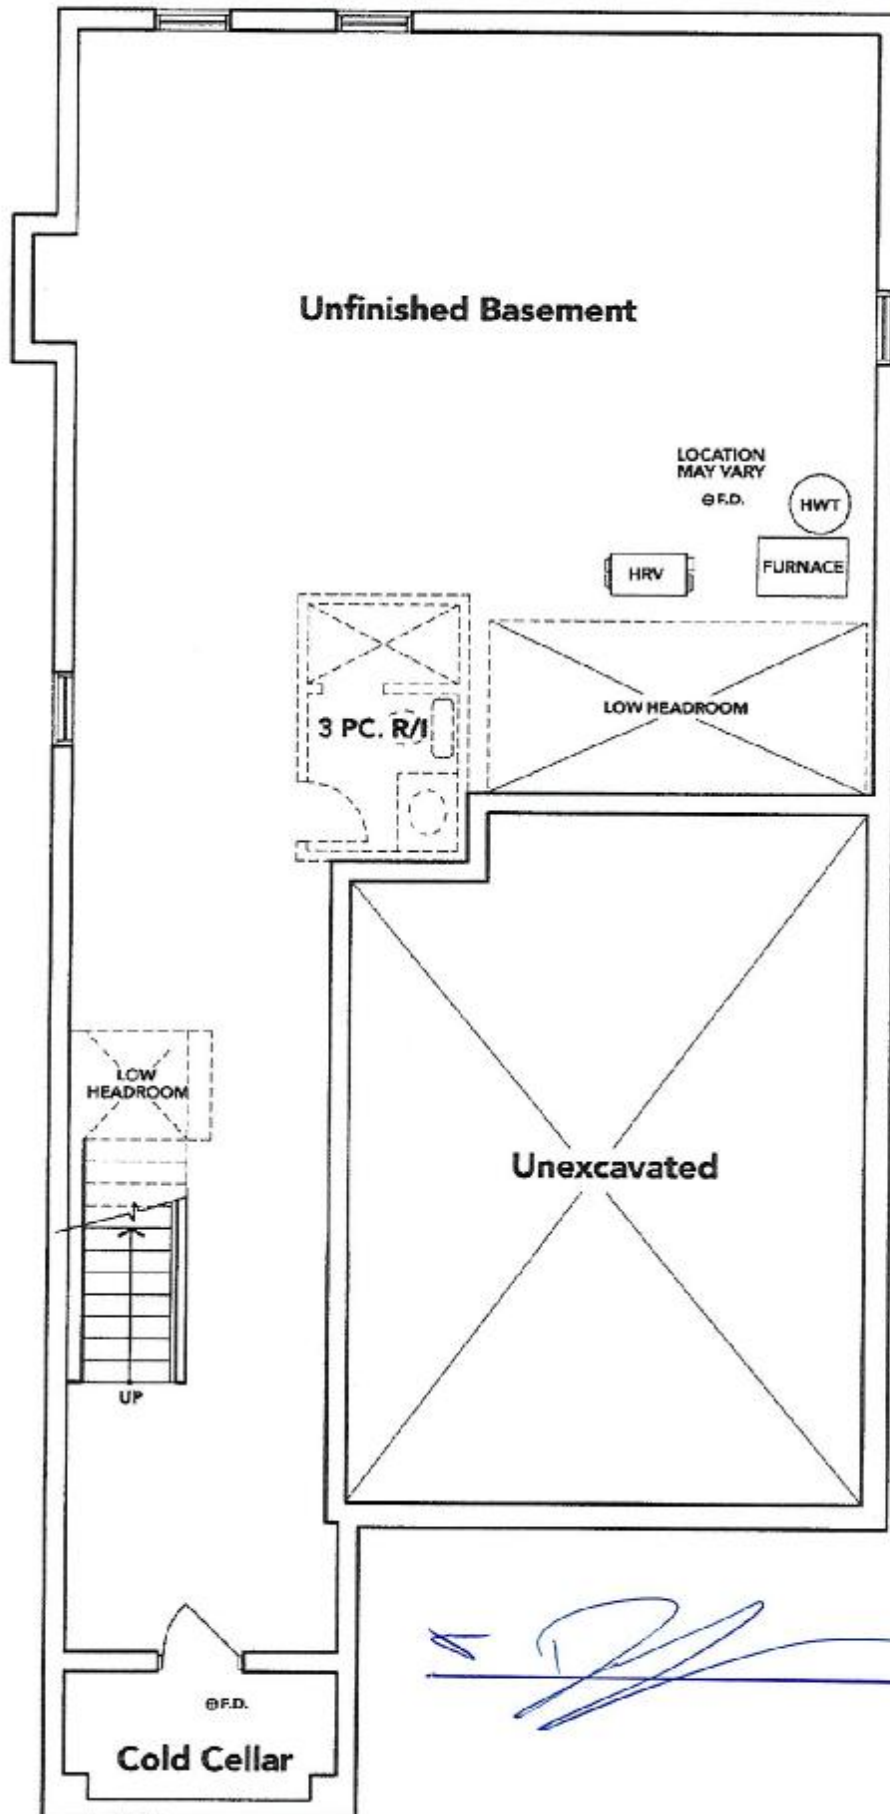 Unfinished Basement
LOCATION
MAY VARY
F.D.
HWT
HRV
FURNACE
3 PC. R/I
LOW HEADROOM
LOW
HEADROOM
Unexcavated
UP
F.D.
Cold Cellar